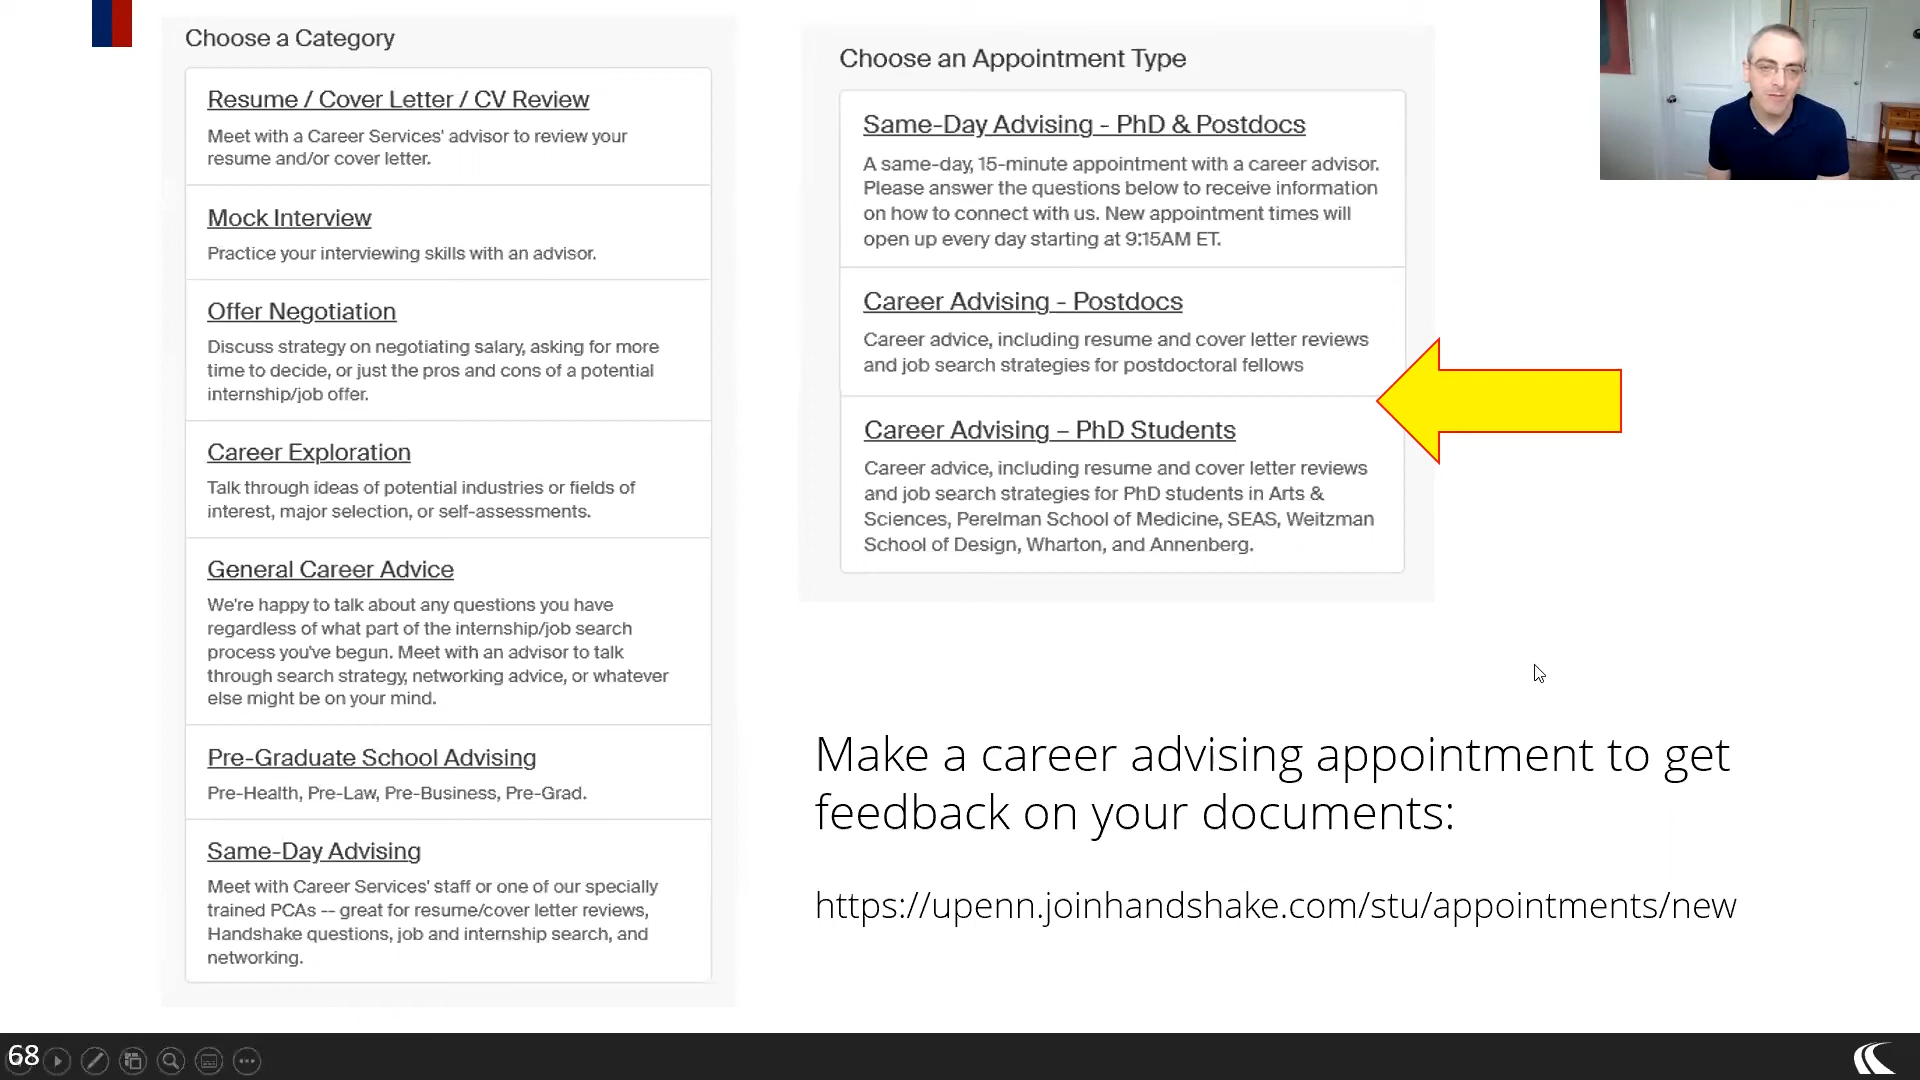 Choose a Category
Resume / Cover Letter / CV Review
Meet with a Career Services' advisor to review your
resume and/or cover letter.
Mock Interview
Practice your interviewing skills with an advisor.
Offer Negotiation
Discuss strategy on negotiating salary, asking for more
time to decide, or just the pros and cons of a potential
internship/job offer.
Career Exploration
Talk through ideas of potential industries or fields of
interest, major selection, or self-assessments.
General Career Advice
We're happy to talk about any questions you have
regardless of what part of the internship/job search
process you've begun. Meet with an advisor to talk
through search strategy, networking advice, or whatever
else might be on your mind.
Pre-Graduate School Advising
Pre-Health, Pre-Law, Pre-Business, Pre-Grad.
Same-Day Advising
Meet with Career Services' staff or one of our specially
trained PCAs -- great for resume/cover letter reviews,
Handshake questions, job and internship search, and
networking.
Choose an Appointment Type
Same-Day Advising - PhD & Postdocs
A same-day, 15-minute appointment with a career advisor.
Please answer the questions below to receive information
on how to connect with us. New appointment times will
open up every day starting at 9:15AM ET.
Career Advising - Postdocs
Career advice, including resume and cover letter reviews
and job search strategies for postdoctoral fellows
Career Advising – PhD Students
Career advice, including resume and cover letter reviews
and job search strategies for PhD students in Arts &
Sciences, Perelman School of Medicine, SEAS, Weitzman
School of Design, Wharton, and Annenberg.
Make a career advising appointment to get
feedback on your documents:
https://upenn.joinhandshake.com/stu/appointments/new
68